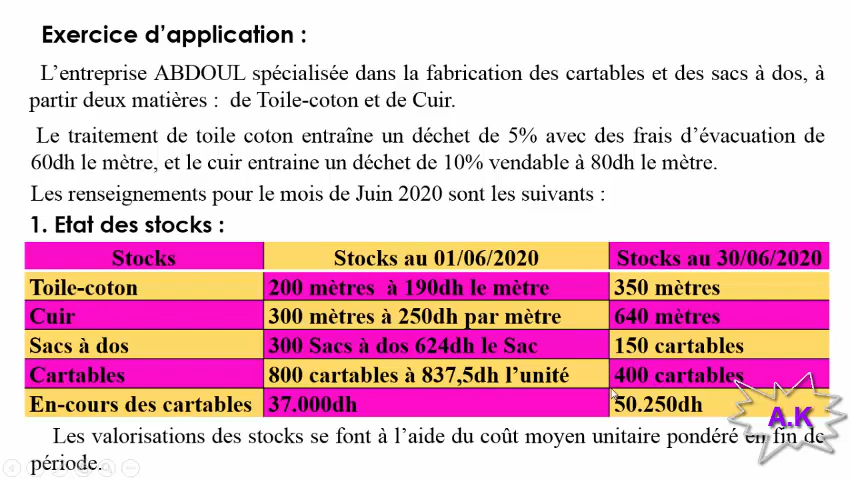 Exercice d’application :
L’entreprise ABDOUL spécialisée dans la fabrication des cartables et des sacs à dos, à
partir deux matières : de Toile-coton et de Cuir.
Le traitement de toile coton entraîne un déchet de 5% avec des frais d’évacuation de
60dh le mètre, et le cuir entraine un déchet de 10% vendable à 80dh le mètre.
Les renseignements pour le mois de Juin 2020 sont les suivants :
1. Etat des stocks :
Stocks Stocks au 01/06/2020 Stocks au 30/06/2020
Toile-coton 200 mètres à 190dh le mètre 350 mètres
Cuir 300 mètres à 250dh par mètre 640 mètres
Sacs à dos 300 Sacs à dos 624dh le Sac 150 cartables
Cartables 800 cartables à 837,5dh l’unité 400 cartables
En-cours des cartables 37.000dh 50.250dh
A.K
Les valorisations des stocks se font à l’aide du coût moyen unitaire pondéré en fin de
période.